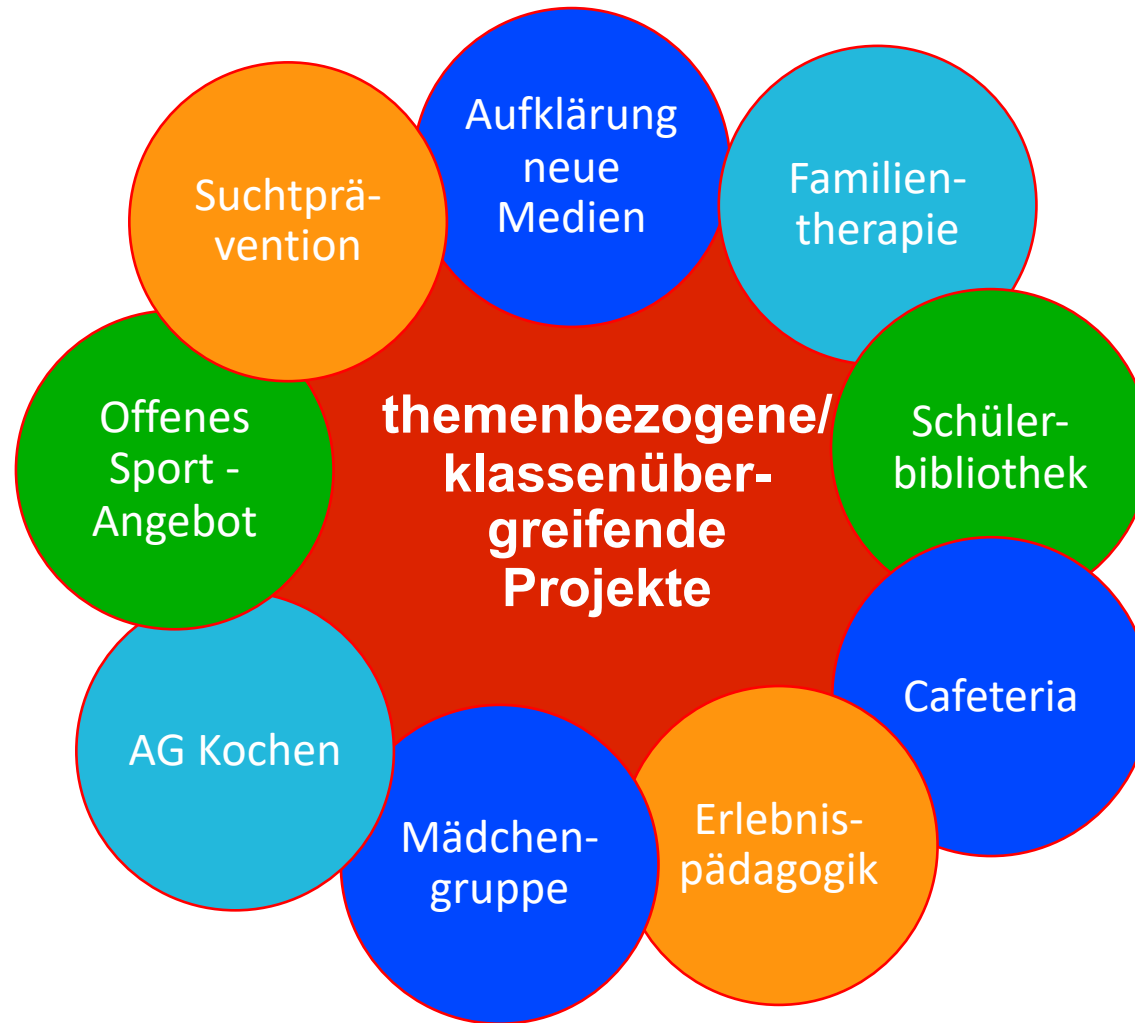 Aufklärung
neue
Medien
Familien-
therapie
Schüler-
bibliothek
Cafeteria
Erlebnis-
pädagogik
Mädchen-
gruppe
AG Kochen
Offenes
Sport -
Angebot
Suchtprä-
vention
themenbezogene/
klassenüber-
greifende
Projekte